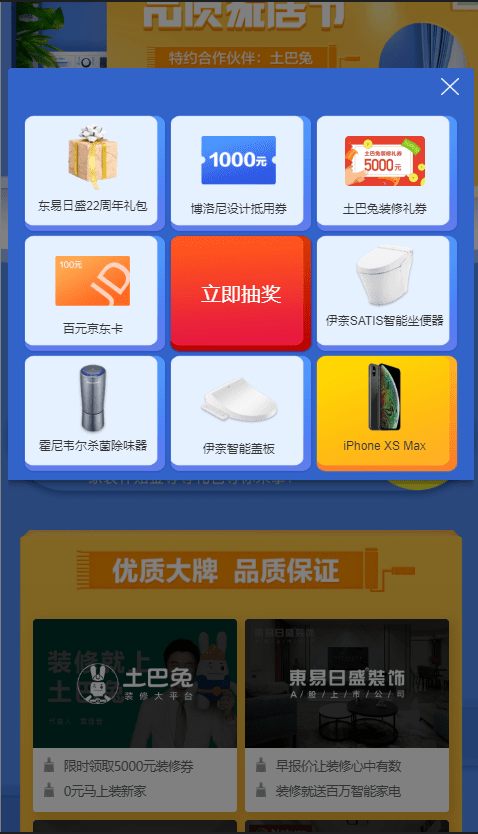 特约合作伙伴：土巴兔
东易日盛22周年礼包
1000元
博洛尼设计抵用券
土巴兔装修礼券
5000元
土巴兔装修礼券
100元
JD
百元京东卡
立即抽奖
伊奈SATIS智能坐便器
霍尼韦尔杀菌除味器
伊奈智能盖板
iPhone XS Max
优质大牌 品质保证
装修就上
土巴兔
土巴兔
装修大平台
東易日盛装饰
A/股/上/市/公/司
限时领取5000元装修券
0元马上装新家
早报价让装修心中有数
装修就送百万智能家电